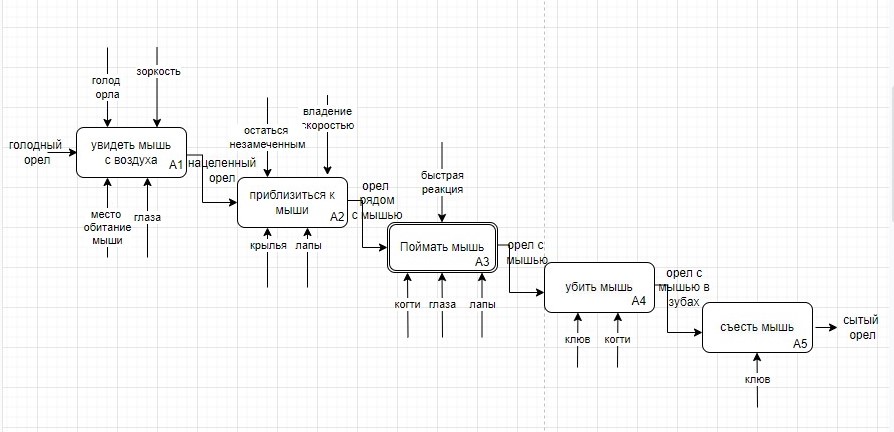 голод
орла
зоркость
голодный
орел
увидеть мышь
с воздуха
A1
место
обитание
мыши
глаза
нацеленный
орел
остаться
незамеченным
владение
скоростью
приблизиться к
мыши
A2
крылья
лапы
орел
рядом
с мышью
быстрая
реакция
Поймать мышь
A3
когти
глаза
лапы
орел с
мышью
убить мышь
A4
клюв
когти
орел с
мышью в
зубах
съесть мышь
A5
клюв
сытый
орел